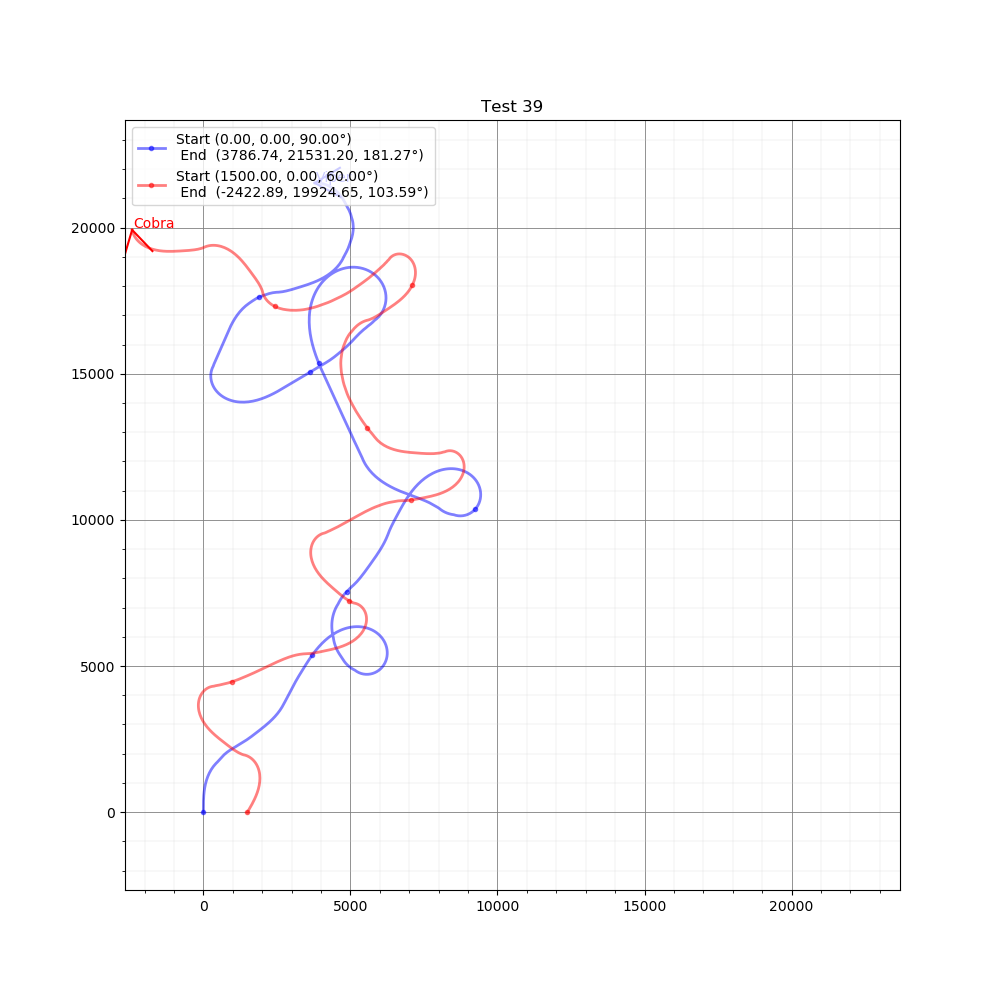 Test 39
Start (0.00, 0.00, 90.00°)
End (3786.74, 21531.20, 181.27°)
Start (1500.00, 0.00, 60.00°)
End (-2422.89, 19924.65, 103.59°)
Cobra
20000
15000
10000
5000
0
0 5000 10000 15000 20000